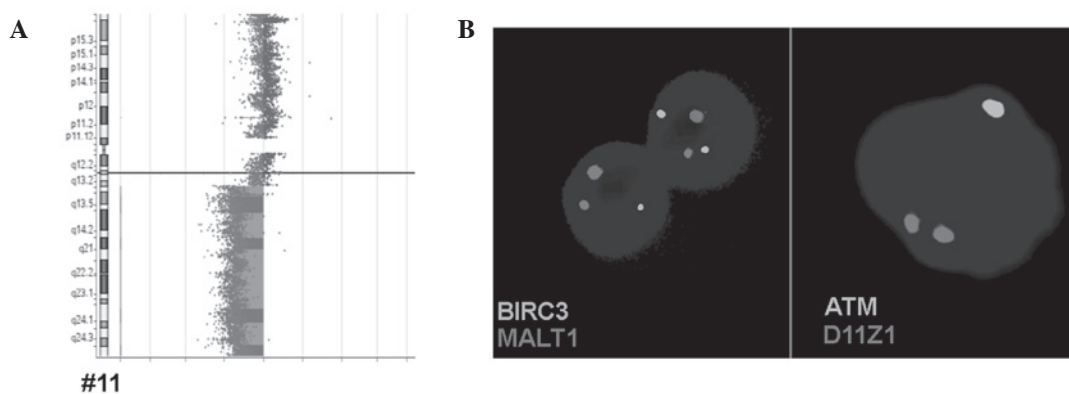 A
B
p15.3
p15.1
p14.3
p14.1
p12
p11.2
p11.12
q12.2
q13.2
q13.5
q14.2
q21
q22.2
q23.1
q24.1
q24.3
#11
BIRC3
MALT1
ATM
D11Z1